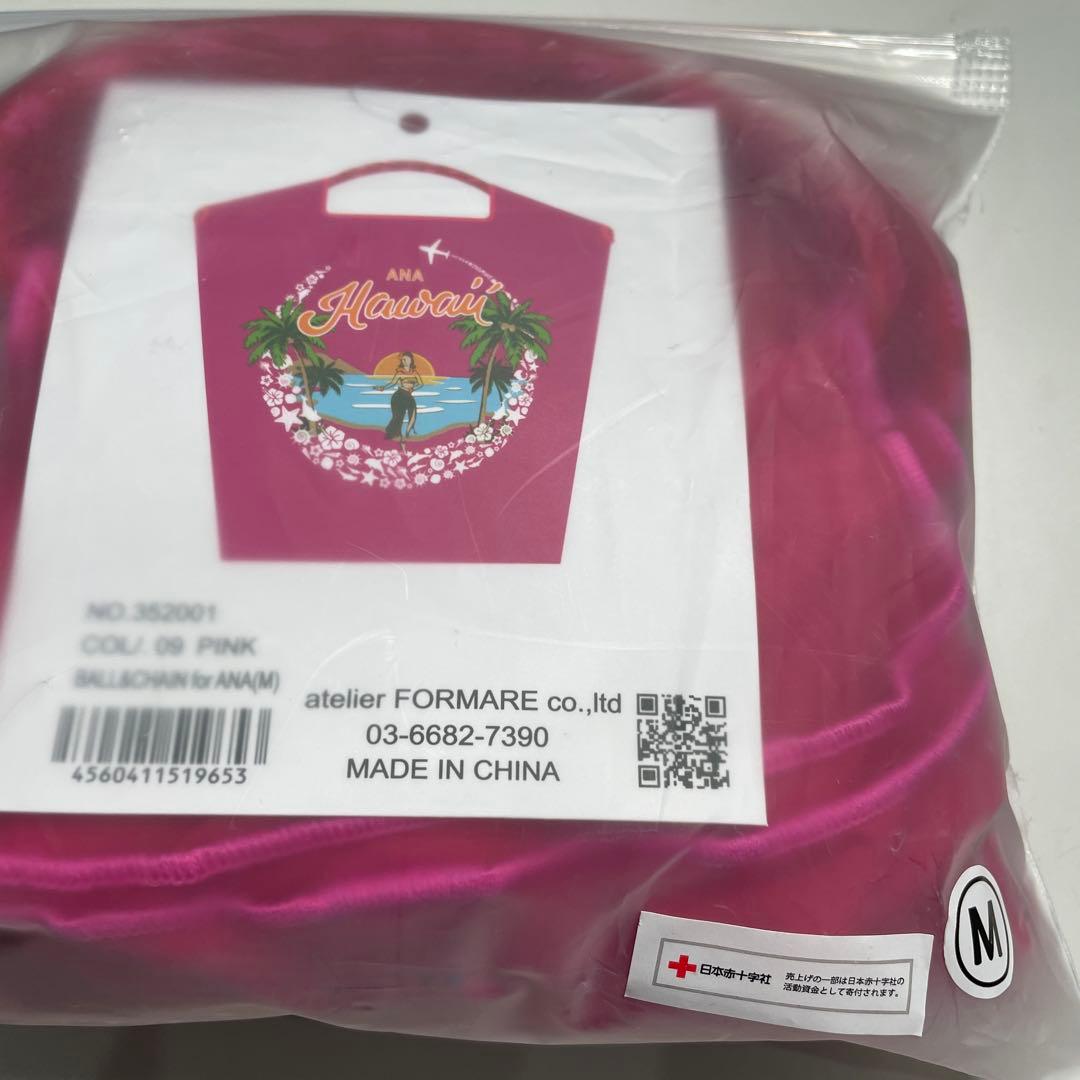 ANA
Hawai'i
NO.352001
COL/. 09 PINK
BALL&CHAIN for ANA(M)
4560411519653
atelier FORMARE co.,ltd
03-6682-7390
MADE IN CHINA
日本赤十字社
売上げの一部は日本赤十字社の
活動資金として寄付されます。
M